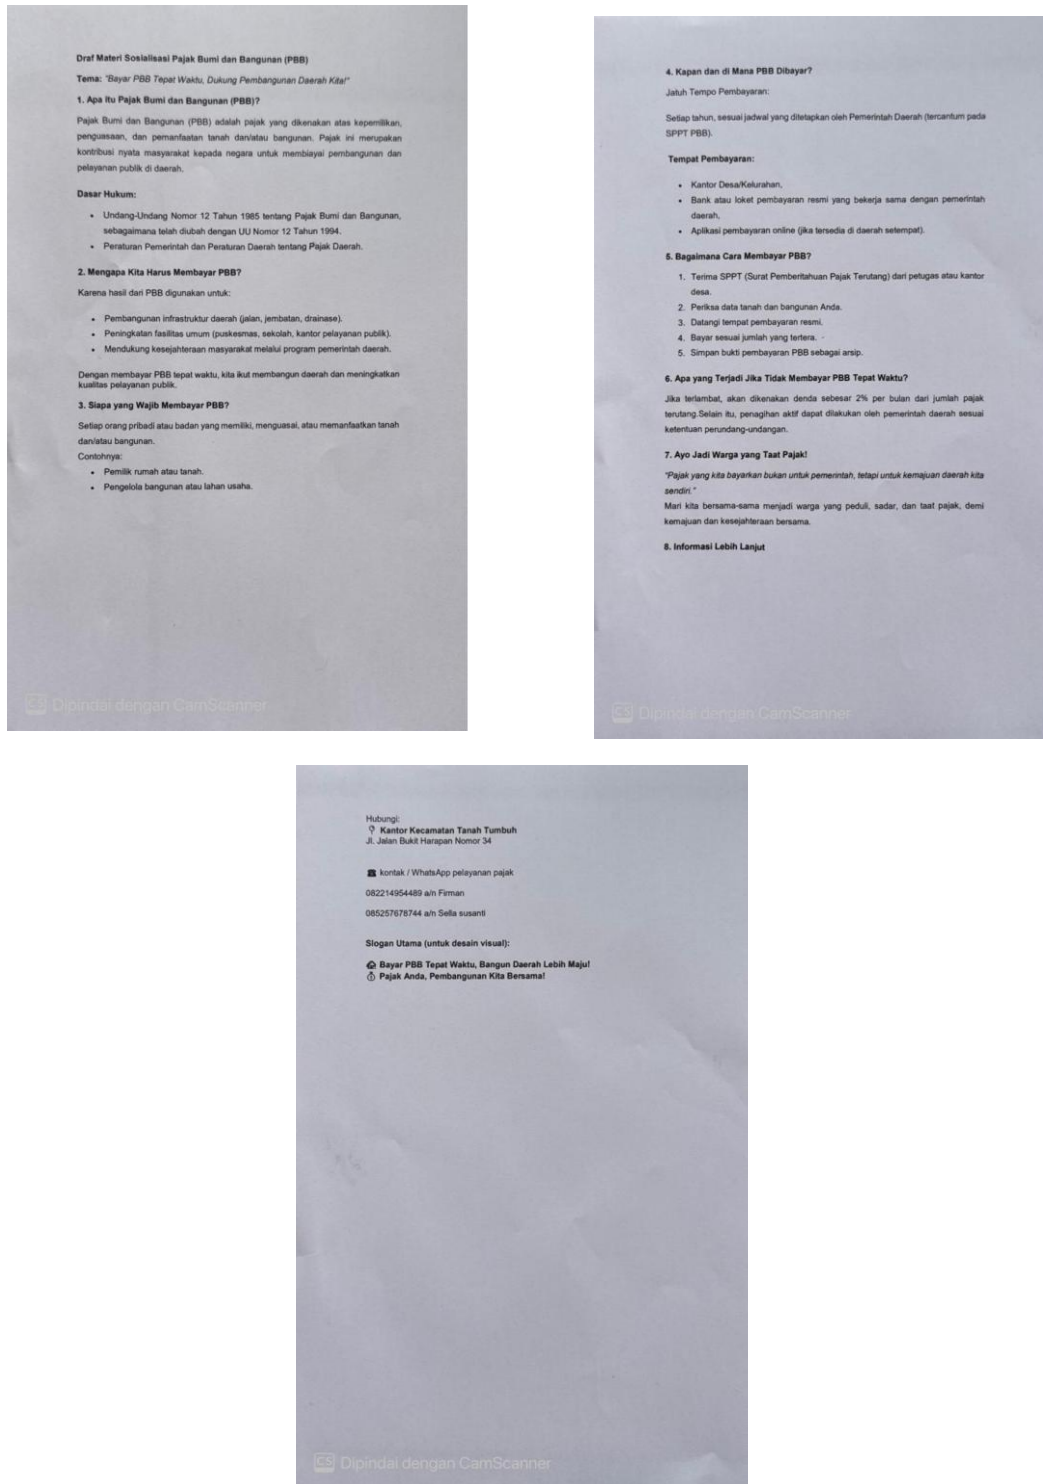 Draf Materi Sosialisasi Pajak Bumi dan Bangunan (PBB)
Tema: "Bayar PBB Tepat Waktu, Dukung Pembangunan Daerah Kita!"
1. Apa itu Pajak Bumi dan Bangunan (PBB)?
Pajak Bumi dan Bangunan (PBB) adalah pajak yang dikenakan atas kepemilikan,
penguasaan, dan pemanfaatan tanah dan/atau bangunan. Pajak ini merupakan
kontribusi nyata masyarakat kepada negara untuk membiayai pembangunan dan
pelayanan publik di daerah.
Dasar Hukum:
• Undang-Undang Nomor 12 Tahun 1985 tentang Pajak Bumi dan Bangunan,
sebagaimana telah diubah dengan UU Nomor 12 Tahun 1994.
• Peraturan Pemerintah dan Peraturan Daerah tentang Pajak Daerah.
2. Mengapa Kita Harus Membayar PBB?
Karena hasil dari PBB digunakan untuk:
• Pembangunan infrastruktur daerah (jalan, jembatan, drainase).
• Peningkatan fasilitas umum (puskesmas, sekolah, kantor pelayanan publik).
• Mendukung kesejahteraan masyarakat melalui program pemerintah daerah.
Dengan membayar PBB tepat waktu, kita ikut membangun daerah dan meningkatkan
kualitas pelayanan publik.
3. Siapa yang Wajib Membayar PBB?
Setiap orang pribadi atau badan yang memiliki, menguasai, atau memanfaatkan tanah
dan/atau bangunan.
Contohnya:
• Pemilik rumah atau tanah.
• Pengelola bangunan atau lahan usaha.
CS Dipindai dengan CamScanner
4. Kapan dan di Mana PBB Dibayar?
Jatuh Tempo Pembayaran:
Setiap tahun, sesuai jadwal yang ditetapkan oleh Pemerintah Daerah (tercantum pada
SPPT PBB).
Tempat Pembayaran:
• Kantor Desa/Kelurahan,
• Bank atau loket pembayaran resmi yang bekerja sama dengan pemerintah
daerah,
• Aplikasi pembayaran online (jika tersedia di daerah setempat).
5. Bagaimana Cara Membayar PBB?
1. Terima SPPT (Surat Pemberitahuan Pajak Terutang) dari petugas atau kantor
desa.
2. Periksa data tanah dan bangunan Anda.
3. Datangi tempat pembayaran resmi.
4. Bayar sesuai jumlah yang tertera.
5. Simpan bukti pembayaran PBB sebagai arsip.
6. Apa yang Terjadi Jika Tidak Membayar PBB Tepat Waktu?
Jika terlambat, akan dikenakan denda sebesar 2% per bulan dari jumlah pajak
terutang.Selain itu, penagihan aktif dapat dilakukan oleh pemerintah daerah sesuai
ketentuan perundang-undangan.
7. Ayo Jadi Warga yang Taat Pajak!
"Pajak yang kita bayarkan bukan untuk pemerintah, tetapi untuk kemajuan daerah kita
sendiri."
Mari kita bersama-sama menjadi warga yang peduli, sadar, dan taat pajak, demi
kemajuan dan kesejahteraan bersama.
8. Informasi Lebih Lanjut
CS Dipindai dengan CamScanner
Hubungi:
Kantor Kecamatan Tanah Tumbuh
Jl. Jalan Bukit Harapan Nomor 34
kontak / WhatsApp pelayanan pajak
082214954489 a/n Firman
085257678744 a/n Sella susanti
Slogan Utama (untuk desain visual):
Bayar PBB Tepat Waktu, Bangun Daerah Lebih Maju!
Pajak Anda, Pembangunan Kita Bersama!
CS Dipindai dengan CamScanner